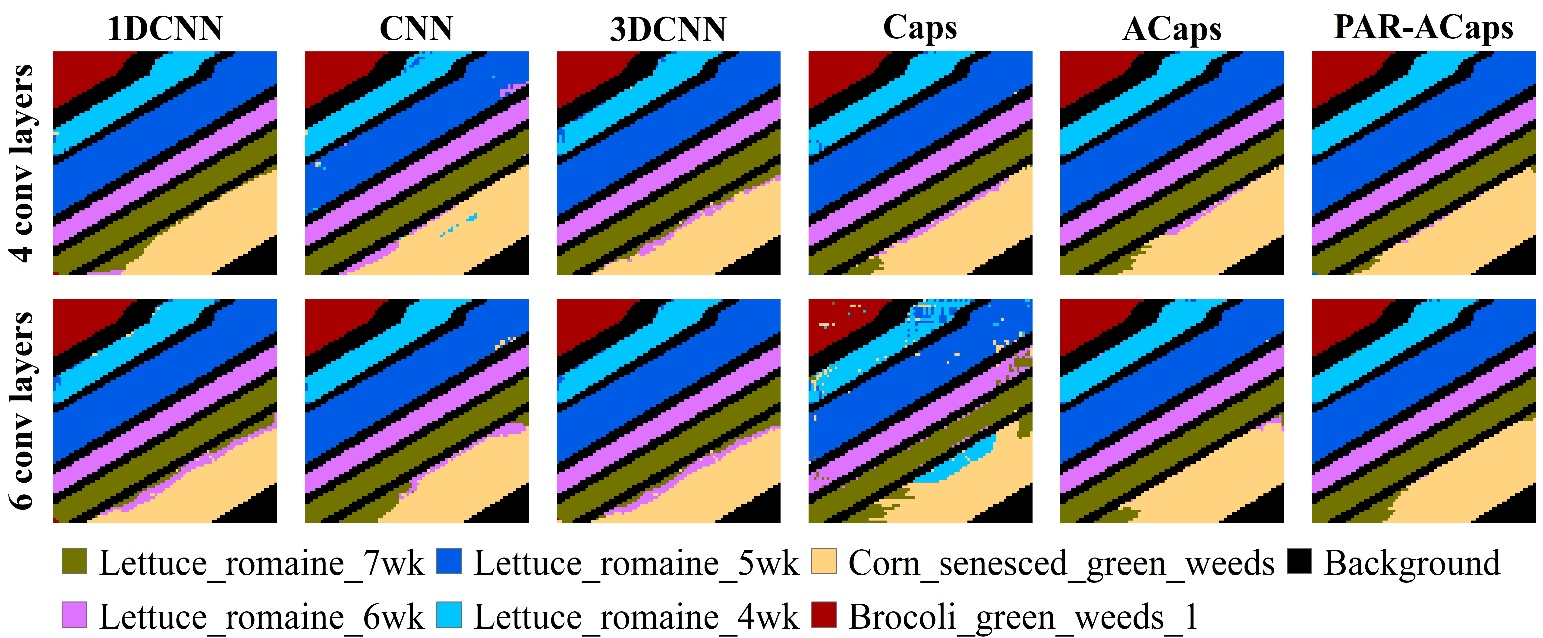 1DCNN CNN 3DCNN Caps ACaps PAR-ACaps
4 conv layers
6 conv layers
Lettuce_romaine_7wk Lettuce_romaine_5wk Corn_senesced_green_weeds Background
Lettuce_romaine_6wk Lettuce_romaine_4wk Brocoli_green_weeds_1